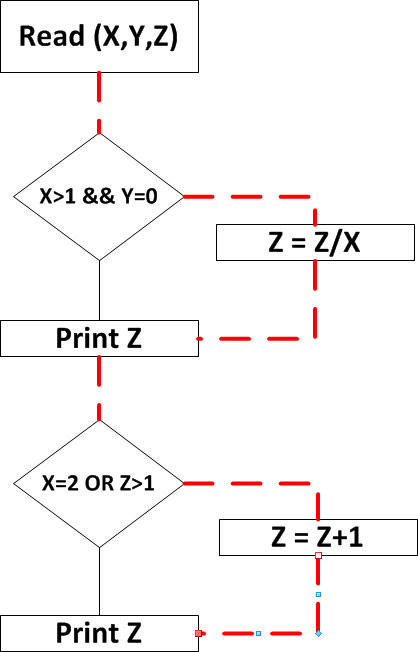 Read (X,Y,Z)
X>1 && Y=0
Z = Z/X
Print Z
X=2 OR Z>1
Z = Z+1
Print Z